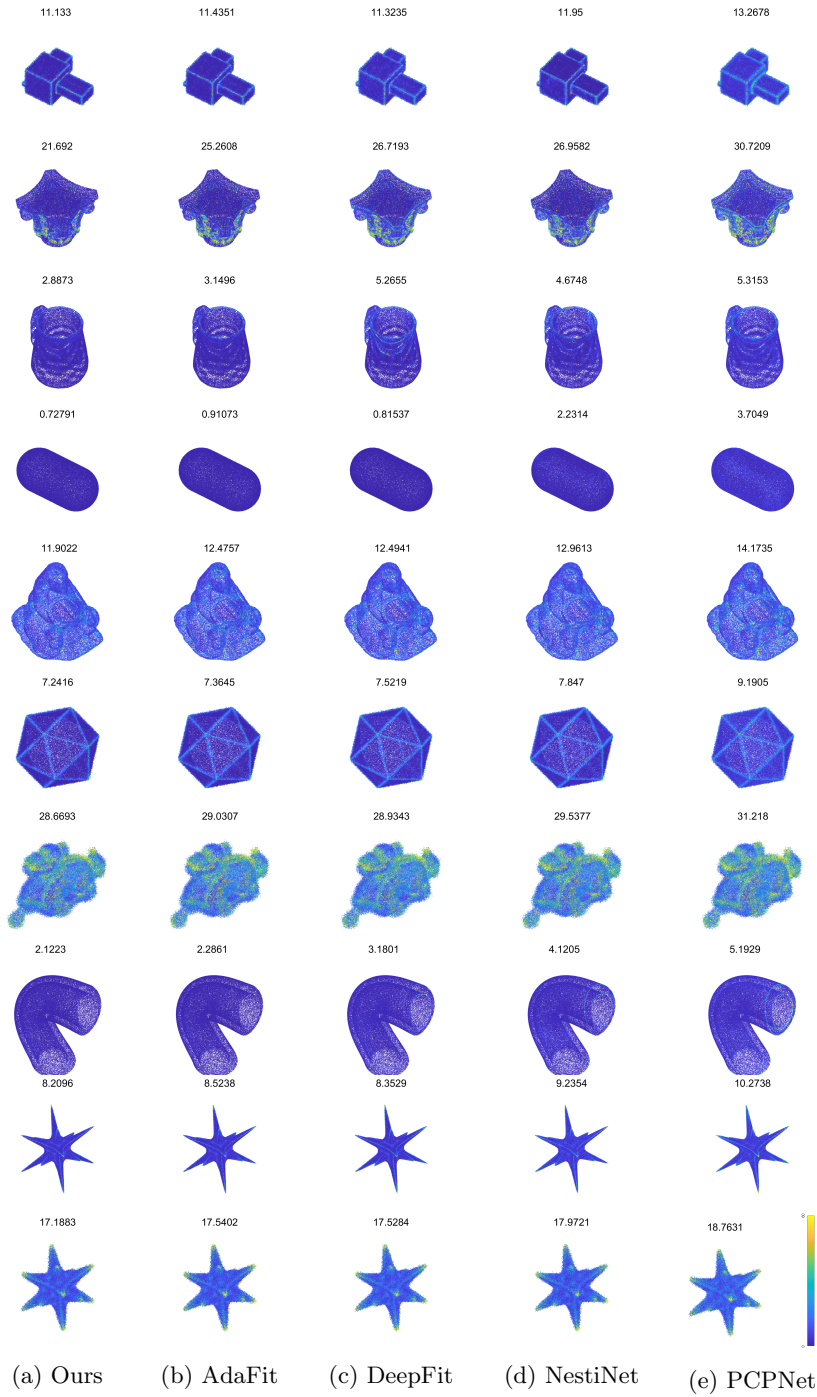 11.133 11.4351 11.3235 11.95 13.2678
21.692 25.2608 26.7193 26.9582 30.7209
2.8873 3.1496 5.2655 4.6748 5.3153
0.72791 0.91073 0.81537 2.2314 3.7049
11.9022 12.4757 12.4941 12.9613 14.1735
7.2416 7.3645 7.5219 7.847 9.1905
28.6693 29.0307 28.9343 29.5377 31.218
2.1223 2.2861 3.1801 4.1205 5.1929
8.2096 8.5238 8.3529 9.2354 10.2738
17.1883 17.5402 17.5284 17.9721 18.7631
(a) Ours (b) AdaFit (c) DeepFit (d) NestiNet (e) PCPNet